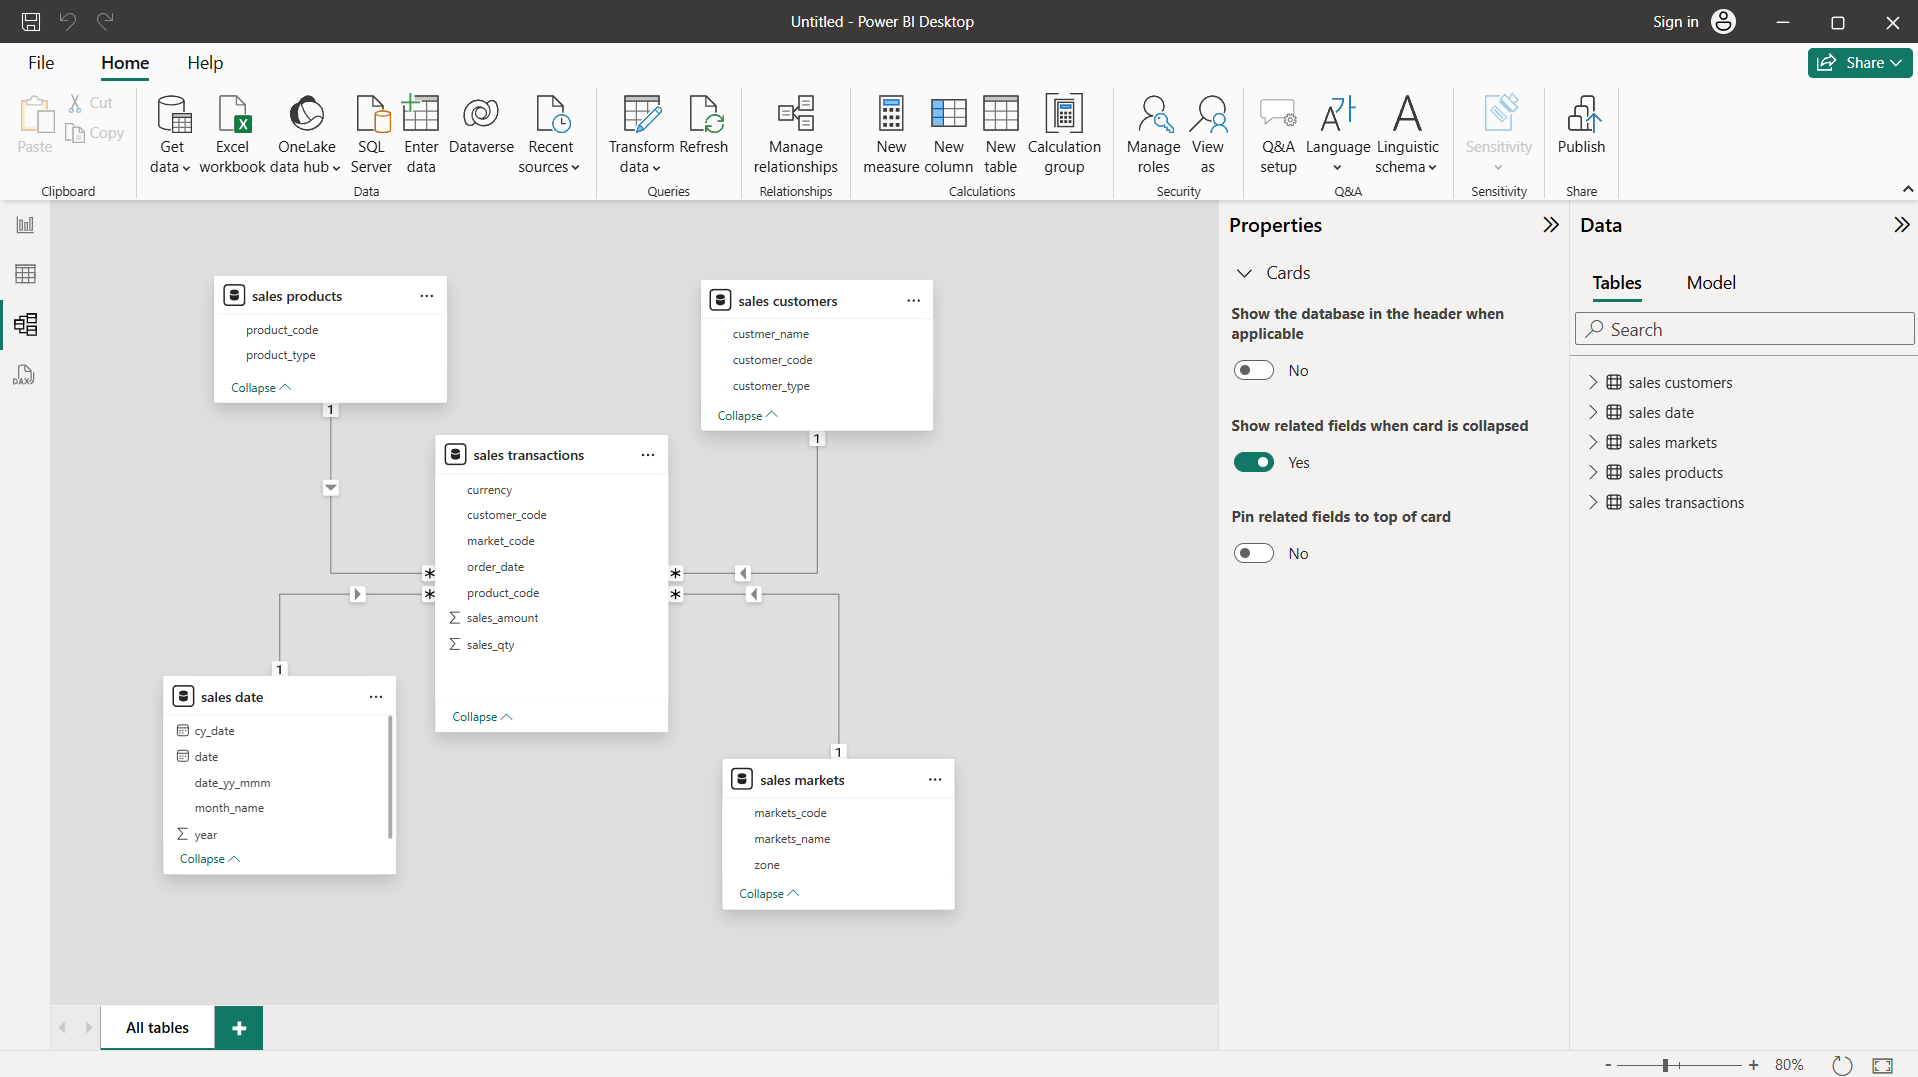 Untitled - Power BI Desktop
Sign in
File
Home
Help
Share
Paste
Cut
Copy
Clipboard
Get data
Excel workbook
OneLake data hub
SQL Server
Enter data
Dataverse
Recent sources
Data
Transform data
Refresh
Queries
Manage relationships
Relationships
New measure
New column
New table
Calculation group
Calculations
Manage roles
View as
Security
Q&A setup
Language
Linguistic schema
Q&A
Sensitivity
Sensitivity
Publish
Share
DAX
sales products
product_code
product_type
Collapse
1
sales customers
custmer_name
customer_code
customer_type
Collapse
1
sales transactions
currency
customer_code
market_code
order_date
product_code
sales_amount
sales_qty
Collapse
*
*
*
*
1
sales date
cy_date
date
date_yy_mmm
month_name
year
Collapse
1
sales markets
markets_code
markets_name
zone
Collapse
Properties
Cards
Show the database in the header when
applicable
No
Show related fields when card is collapsed
Yes
Pin related fields to top of card
No
Data
Tables
Model
Search
sales customers
sales date
sales markets
sales products
sales transactions
All tables
+
- + 80%